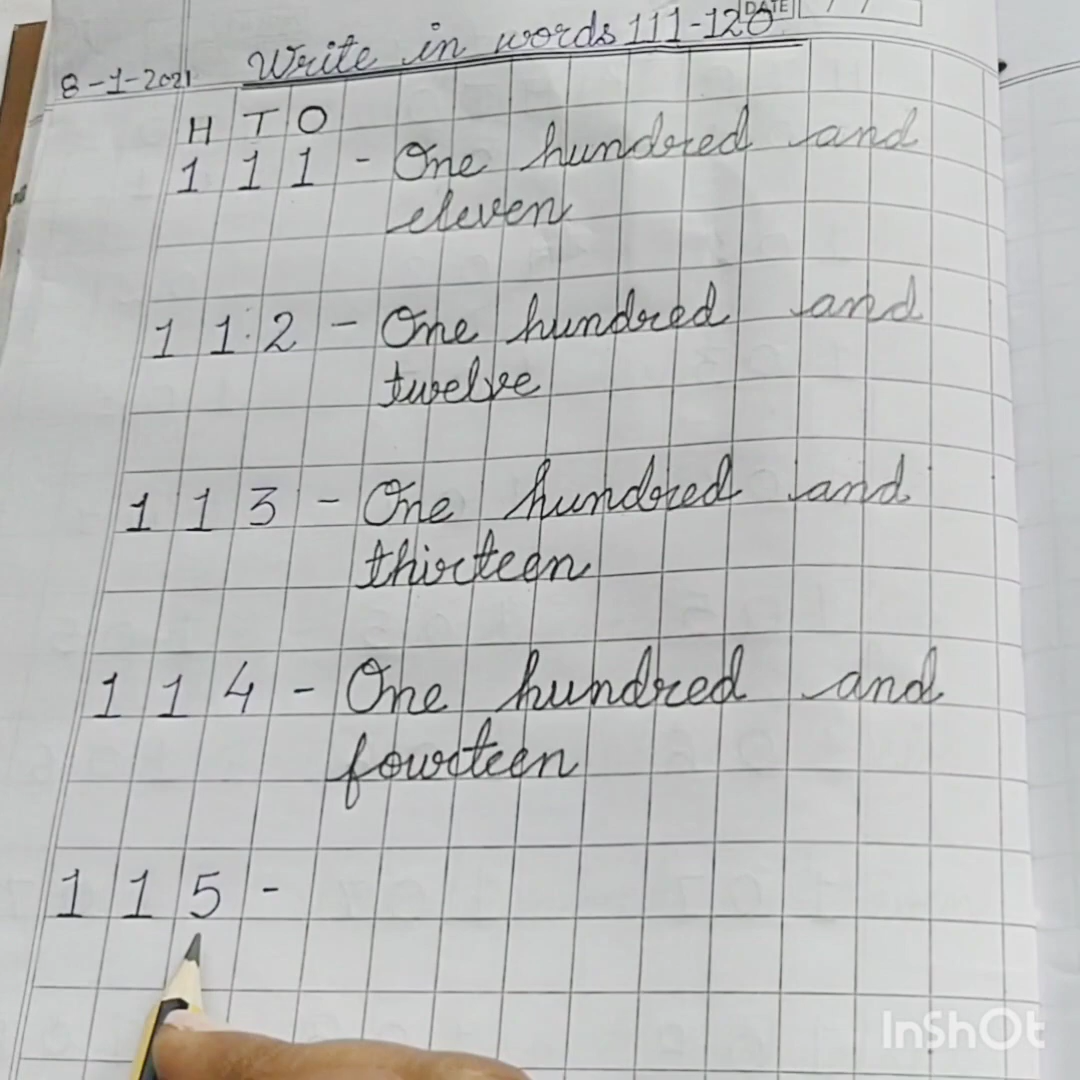 DATE / /
8-1-2021 Write in words 111-120
H T O
1 1 1 - One hundred and
eleven
1 1 2 - One hundred and
twelve
1 1 3 - One hundred and
thirteen
1 1 4 - One hundred and
fourteen
1 1 5 -
InShOt